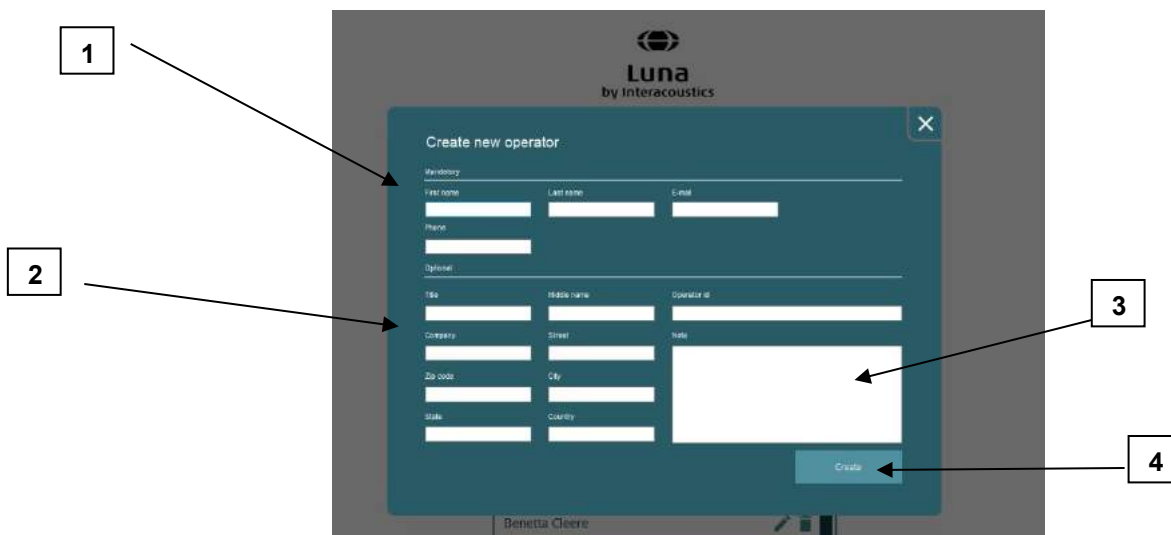 1
Luna
by Interacoustics
Create new operator
Mandatory
First name Last name E-mail
Phone
2
Optional
Title Middle name Operator id
3
Company Street Note
Zip code City
State Country
4
Create
Benetta Cleere